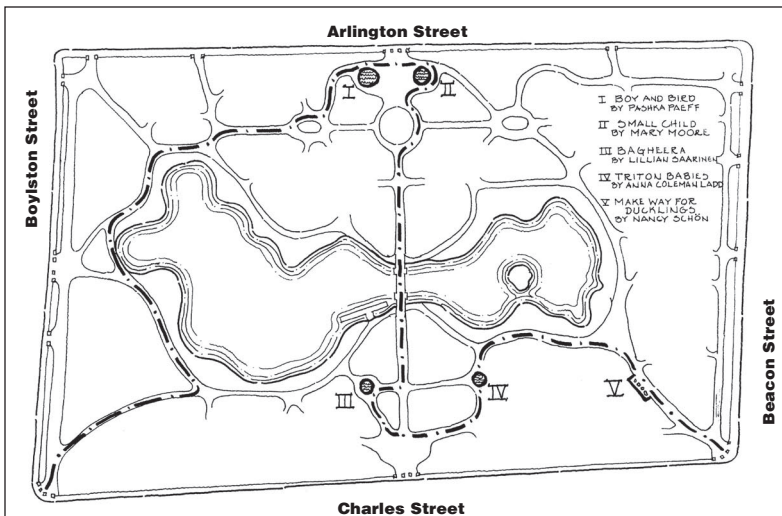 Arlington Street
Boylston Street
I
II
I BOY AND BIRD
BY PASHKA PAEFF
II SMALL CHILD
BY MARY MOORE
III BAGHEERA
BY LILLIAN SAARINEN
IV TRITON BABIES
BY ANNA COLEMAN LADD
V MAKE WAY FOR
DUCKLINGS
BY NANCY SCHÖN
Beacon Street
III
IV
V
Charles Street